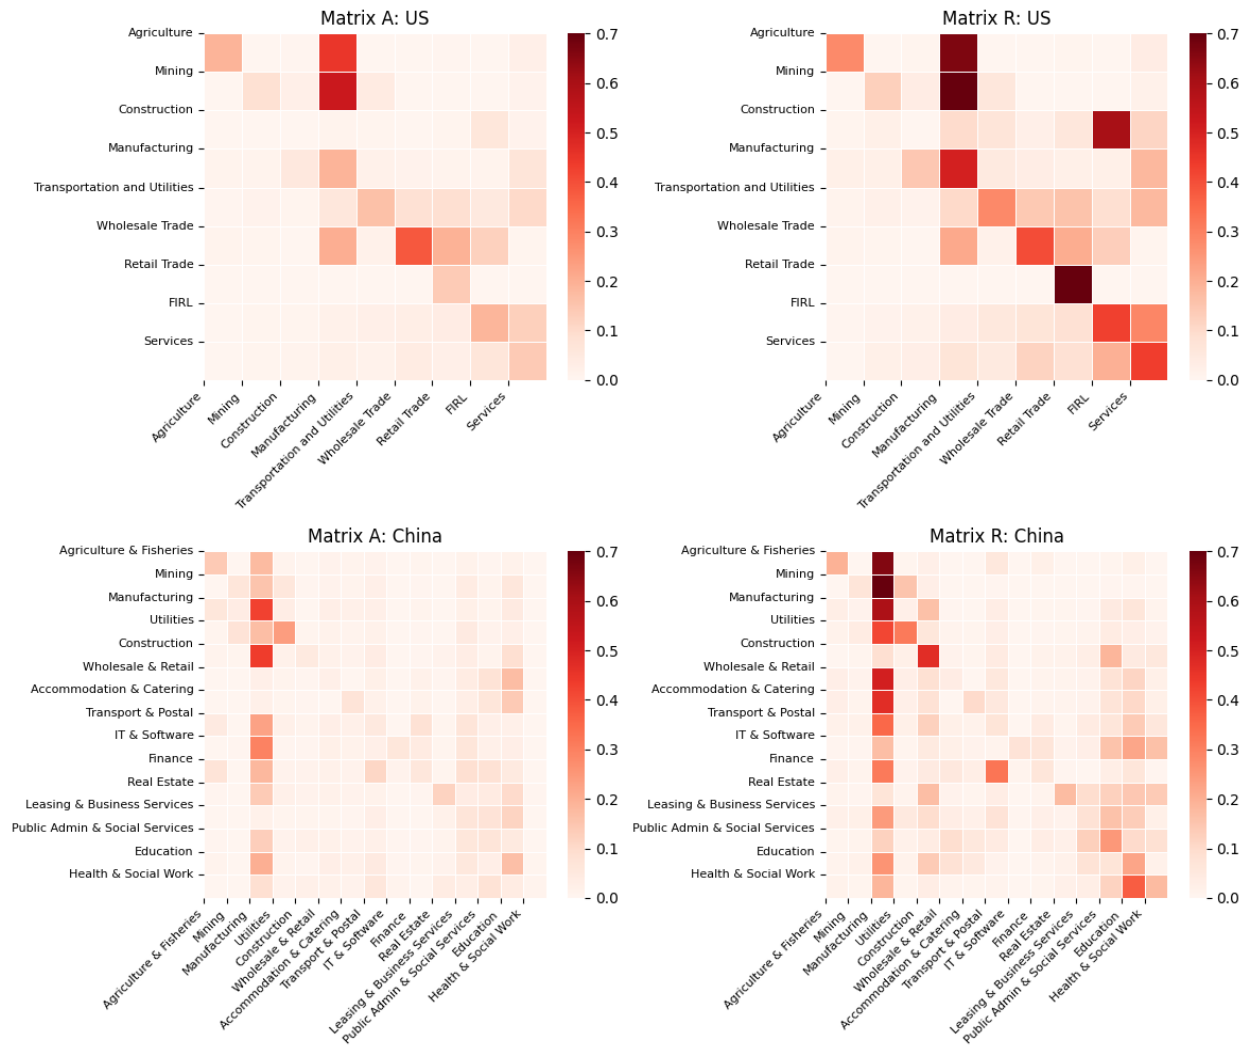 Matrix A: US
Agriculture
Mining
Construction
Manufacturing
Transportation and Utilities
Wholesale Trade
Retail Trade
FIRL
Services
Agriculture
Mining
Construction
Manufacturing
Transportation and Utilities
Wholesale Trade
Retail Trade
FIRL
Services
0.7
0.6
0.5
0.4
0.3
0.2
0.1
0.0
Matrix R: US
Agriculture
Mining
Construction
Manufacturing
Transportation and Utilities
Wholesale Trade
Retail Trade
FIRL
Services
Agriculture
Mining
Construction
Manufacturing
Transportation and Utilities
Wholesale Trade
Retail Trade
FIRL
Services
0.7
0.6
0.5
0.4
0.3
0.2
0.1
0.0
Matrix A: China
Agriculture & Fisheries
Mining
Manufacturing
Utilities
Construction
Wholesale & Retail
Accommodation & Catering
Transport & Postal
IT & Software
Finance
Real Estate
Leasing & Business Services
Public Admin & Social Services
Education
Health & Social Work
Agriculture & Fisheries
Mining
Manufacturing
Utilities
Construction
Wholesale & Retail
Accommodation & Catering
Transport & Postal
IT & Software
Finance
Real Estate
Leasing & Business Services
Public Admin & Social Services
Education
Health & Social Work
0.7
0.6
0.5
0.4
0.3
0.2
0.1
0.0
Matrix R: China
Agriculture & Fisheries
Mining
Manufacturing
Utilities
Construction
Wholesale & Retail
Accommodation & Catering
Transport & Postal
IT & Software
Finance
Real Estate
Leasing & Business Services
Public Admin & Social Services
Education
Health & Social Work
Agriculture & Fisheries
Mining
Manufacturing
Utilities
Construction
Wholesale & Retail
Accommodation & Catering
Transport & Postal
IT & Software
Finance
Real Estate
Leasing & Business Services
Public Admin & Social Services
Education
Health & Social Work
0.7
0.6
0.5
0.4
0.3
0.2
0.1
0.0